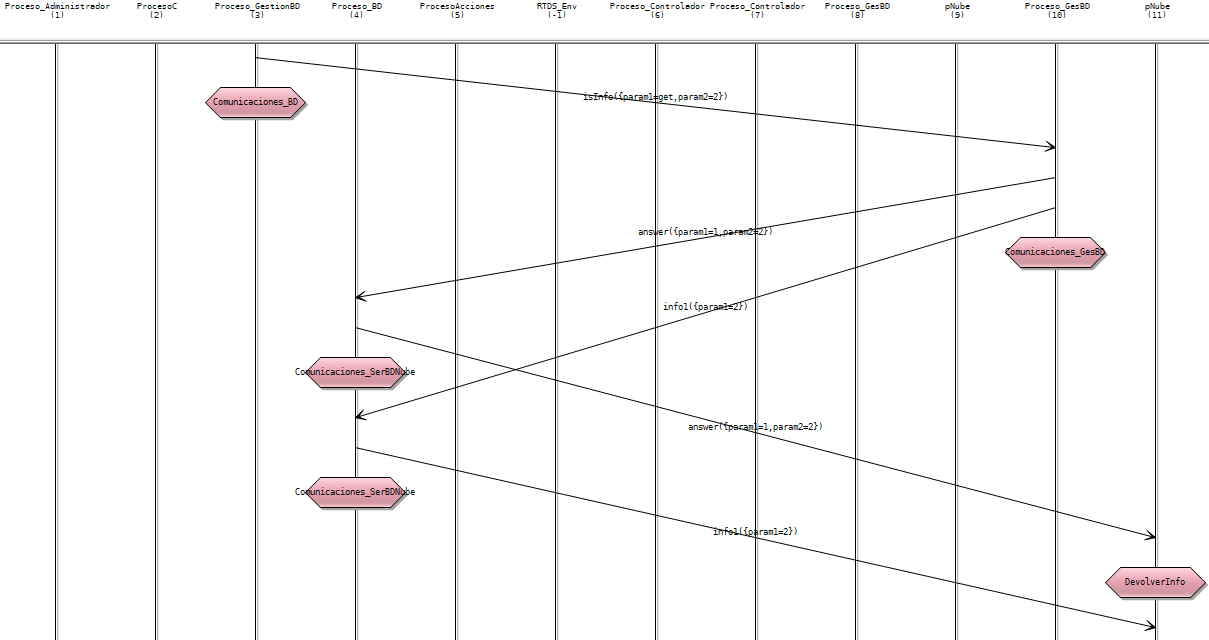 Proceso_Administrador ProcesoC Proceso_GestionBD Proceso_BD ProcesoAcciones RTDS_Env Proceso_Controlador Proceso_Controlador Proceso_GesBD pNube Proceso_GesBD pNube
(1) (2) (3) (4) (5) (-1) (6) (7) (8) (9) (10) (11)
isInfo({param1=get,param2=2})
Comunicaciones_BD
answer({param1=1,param2=2})
Comunicaciones_GesBD
info1({param1=2})
Comunicaciones_SerBDNube
answer({param1=1,param2=2})
Comunicaciones_SerBDNube
info1({param1=2})
DevolverInfo